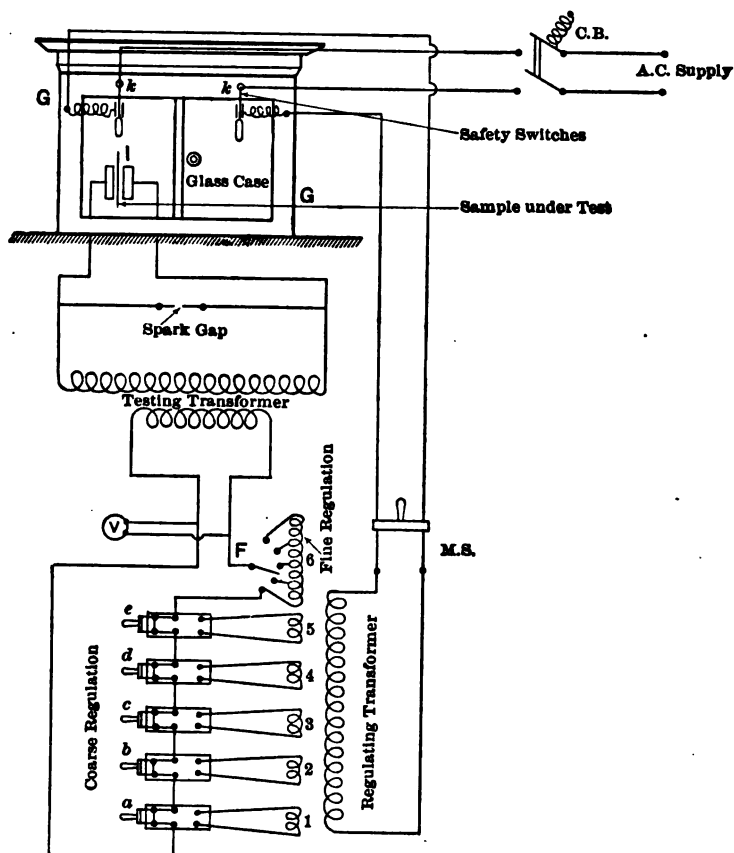 C.B.
A.C. Supply
k
k
G
Safety Switches
Glass Case
G
Sample under Test
Spark Gap
Testing Transformer
V
F
Fine Regulation
6
M.S.
e
5
d
4
c
3
b
2
a
1
Coarse Regulation
Regulating Transformer